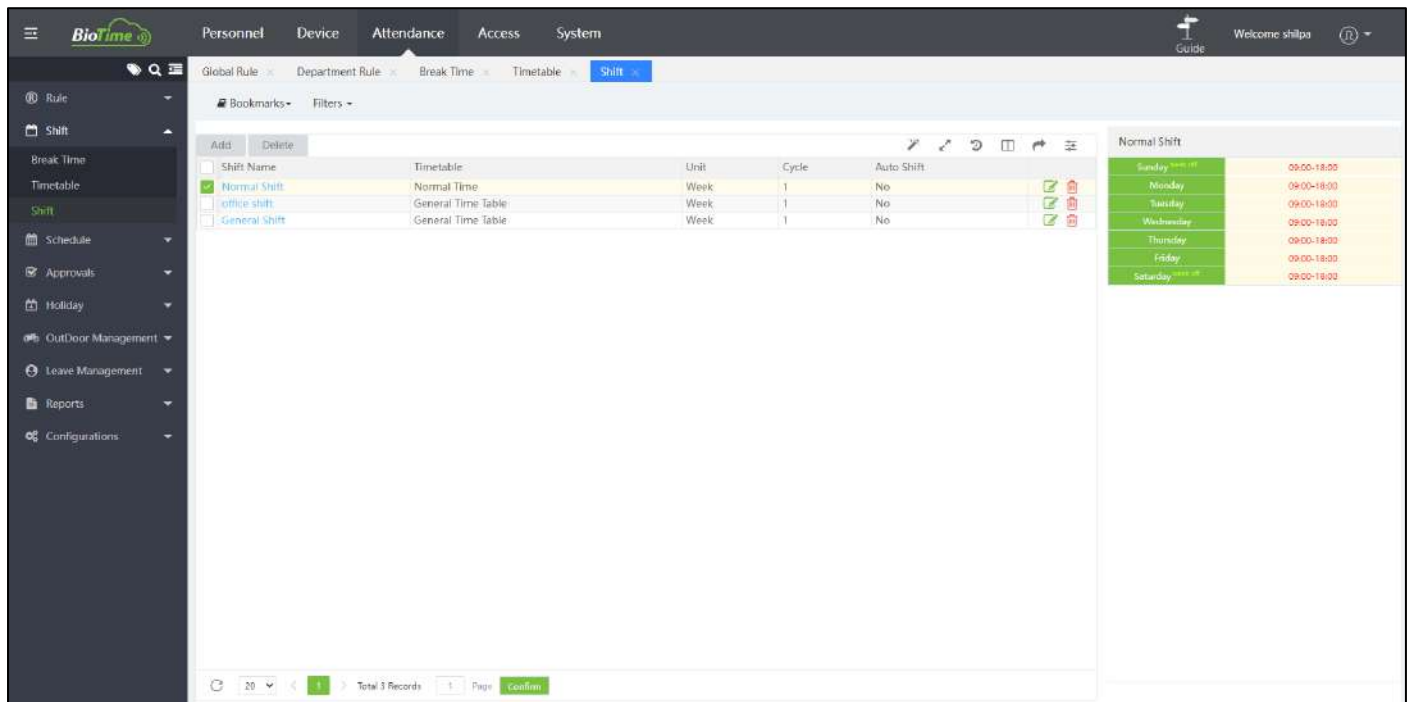 BioTime
Personnel Device Attendance Access System
Guide
Welcome shilpa
Global Rule × Department Rule × Break Time × Timetable × Shift ×
Rule
Bookmarks Filters
Shift
Break Time
Timetable
Shift
Schedule
Approvals
Holiday
OutDoor Management
Leave Management
Reports
Configurations
Add Delete
Shift Name Timetable Unit Cycle Auto Shift
Normal Shift Normal Time Week 1 No
office shift General Time Table Week 1 No
General Shift General Time Table Week 1 No
Normal Shift
Sunday 09:00-18:00
Monday 09:00-18:00
Tuesday 09:00-18:00
Wednesday 09:00-18:00
Thursday 09:00-18:00
Friday 09:00-18:00
Saturday 09:00-18:00
20 < 1 > Total 3 Records 1 Page Confirm